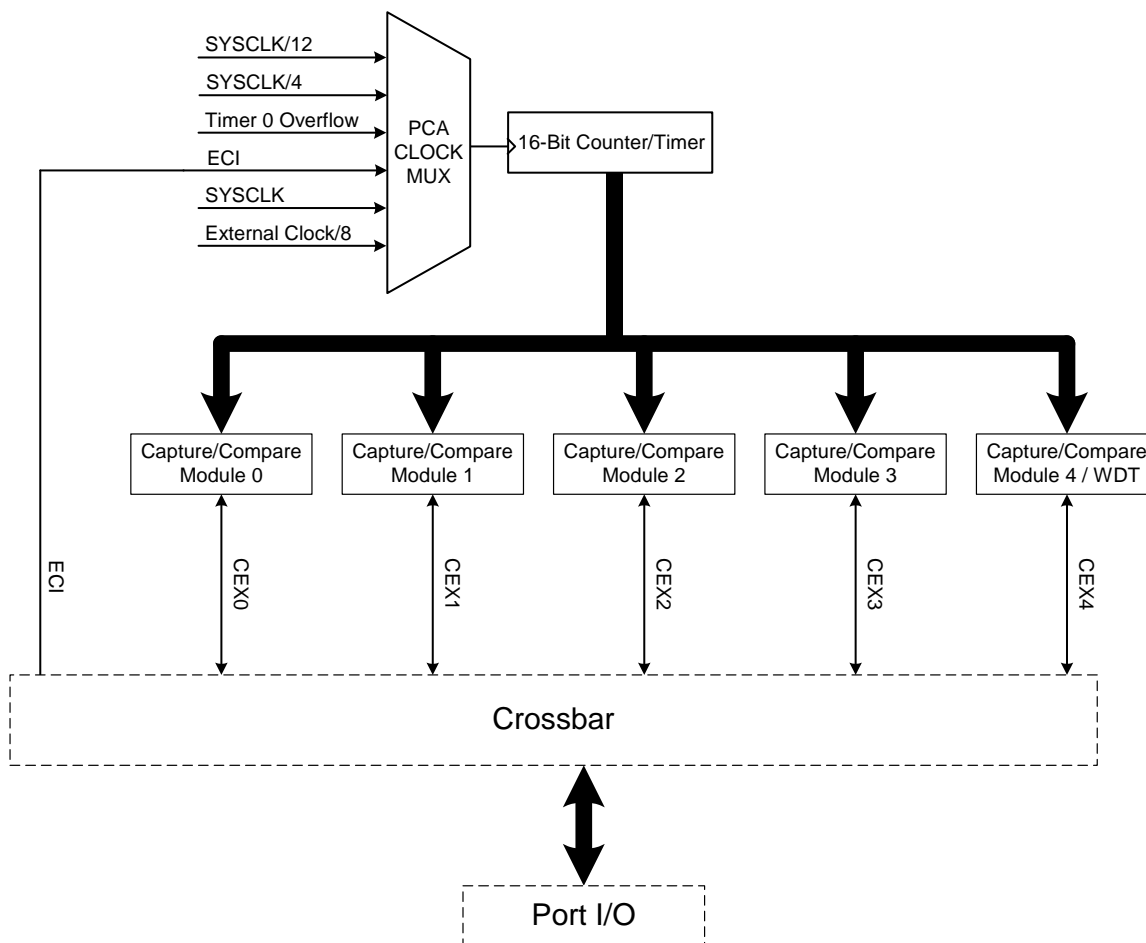 SYSCLK/12
SYSCLK/4
Timer 0 Overflow
ECI
SYSCLK
External Clock/8
PCA
CLOCK
MUX
16-Bit Counter/Timer
Capture/Compare
Module 0
Capture/Compare
Module 1
Capture/Compare
Module 2
Capture/Compare
Module 3
Capture/Compare
Module 4 / WDT
ECI
CEX0
CEX1
CEX2
CEX3
CEX4
Crossbar
Port I/O